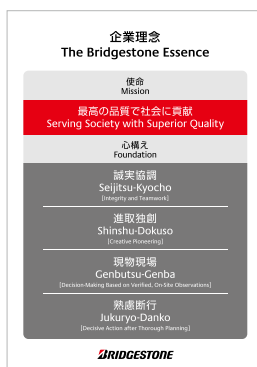 企業理念
The Bridgestone Essence
使命
Mission
最高の品質で社会に貢献
Serving Society with Superior Quality
心構え
Foundation
誠実協調
Seijitsu-Kyocho
[Integrity and Teamwork]
進取独創
Shinshu-Dokuso
[Creative Pioneering]
現物現場
Genbutsu-Genba
[Decision-Making Based on Verified, On-Site Observations]
熟慮断行
Jukuryo-Danko
[Decisive Action after Thorough Planning]
BRIDGESTONE